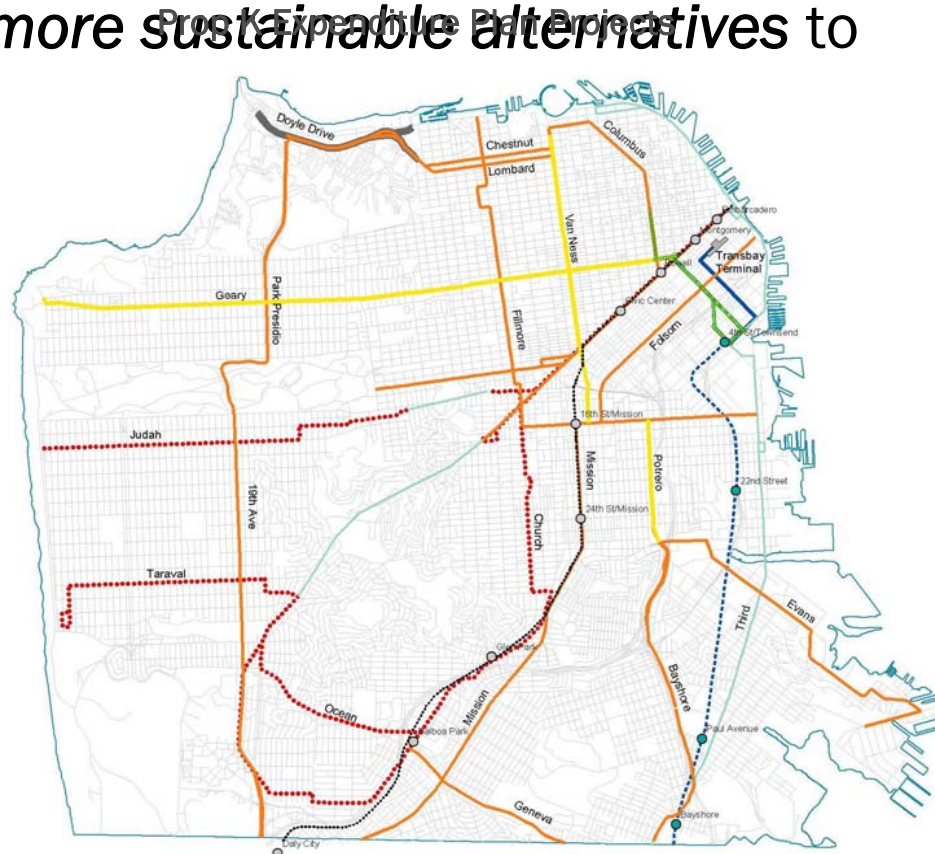 more sustainable alternatives to
Prop K Expenditure Plan Projects
Doyle Drive
Chestnut
Lombard
Columbus
Embarcadero
Montgomery
Van Ness
Transbay
Terminal
Geary
Park Presidio
Civic Center
Fillmore
Folsom
4th St/Townsend
16th St/Mission
Judah
Mission
Potrero
22nd Street
19th Ave
24th St/Mission
Church
Taraval
Evans
Third
Bayshore
Ocean
Mission
Balboa Park
Paul Avenue
Geneva
Bayshore
Daly City